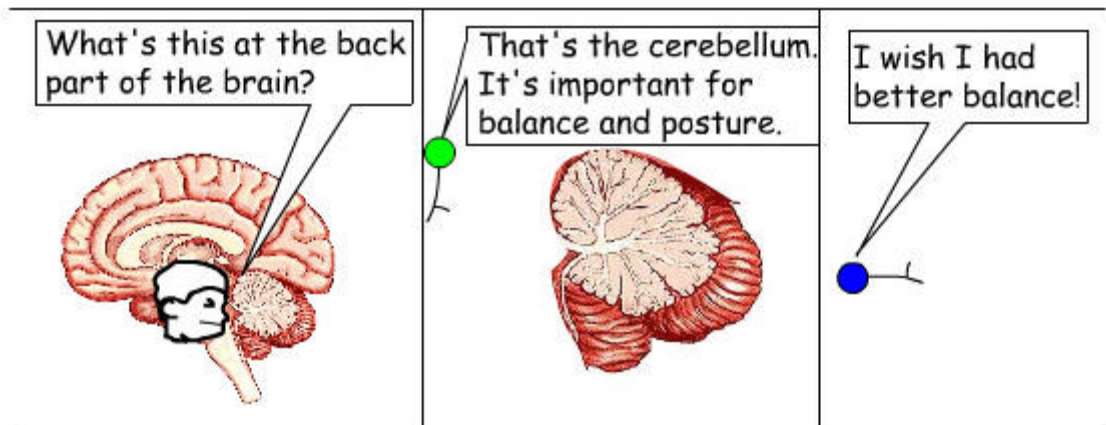 What's this at the back
part of the brain?
That's the cerebellum.
It's important for
balance and posture.
I wish I had
better balance!